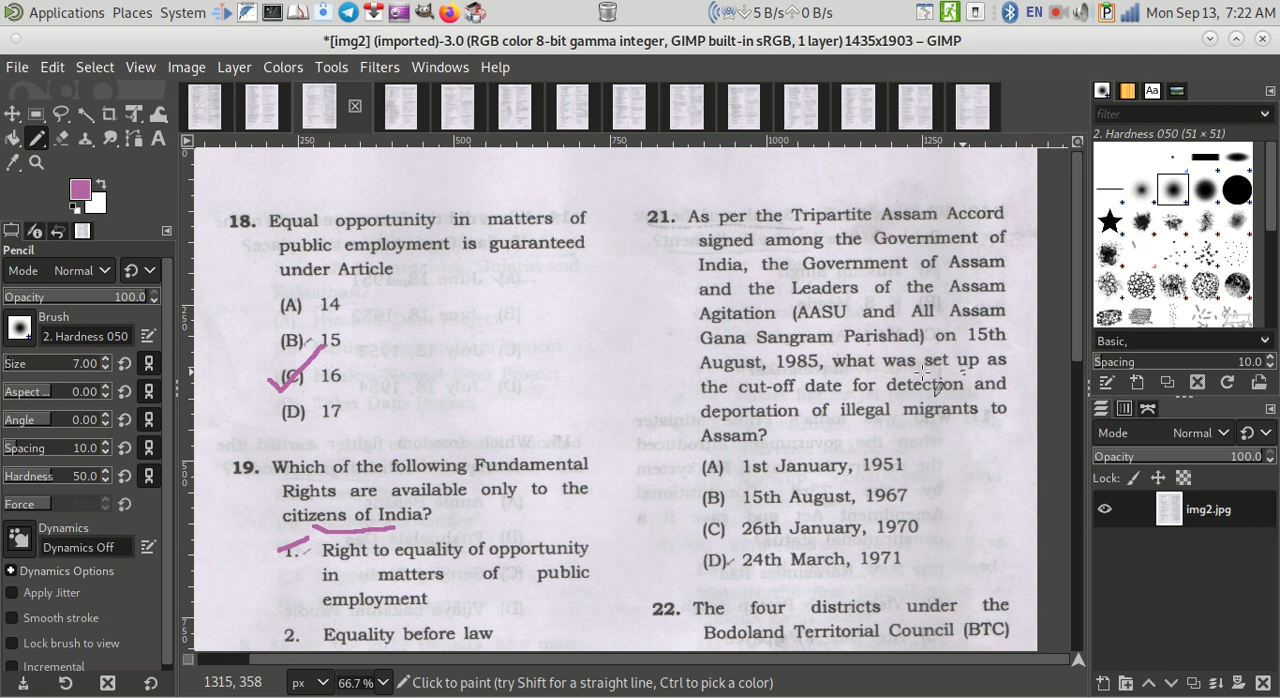 Applications Places System 5 B/s 0 B/s EN Mon Sep 13, 7:22 AM
*[img2] (imported)-3.0 (RGB color 8-bit gamma integer, GIMP built-in sRGB, 1 layer) 1435x1903 – GIMP
File Edit Select View Image Layer Colors Tools Filters Windows Help
250 500 750 1000 1250
18. Equal opportunity in matters of
public employment is guaranteed
under Article
(A) 14
(B) 15
(C) 16
(D) 17
19. Which of the following Fundamental
Rights are available only to the
citizens of India?
1. Right to equality of opportunity
in matters of public
employment
2. Equality before law
21. As per the Tripartite Assam Accord
signed among the Government of
India, the Government of Assam
and the Leaders of the Assam
Agitation (AASU and All Assam
Gana Sangram Parishad) on 15th
August, 1985, what was set up as
the cut-off date for detection and
deportation of illegal migrants to
Assam?
(A) 1st January, 1951
(B) 15th August, 1967
(C) 26th January, 1970
(D) 24th March, 1971
22. The four districts under the
Bodoland Territorial Council (BTC)
Pencil
Mode Normal
Opacity 100.0
Brush
2. Hardness 050
Size 7.00
Aspect ... 0.00
Angle 0.00
Spacing 10.0
Hardness 50.0
Force 50.0
Dynamics
Dynamics Off
Dynamics Options
Apply Jitter
Smooth stroke
Lock brush to view
Incremental
filter
2. Hardness 050 (51 × 51)
Basic,
Spacing 10.0
Mode Normal
Opacity 100.0
Lock:
img2.jpg
1315, 358 px 66.7 % Click to paint (try Shift for a straight line, Ctrl to pick a color)